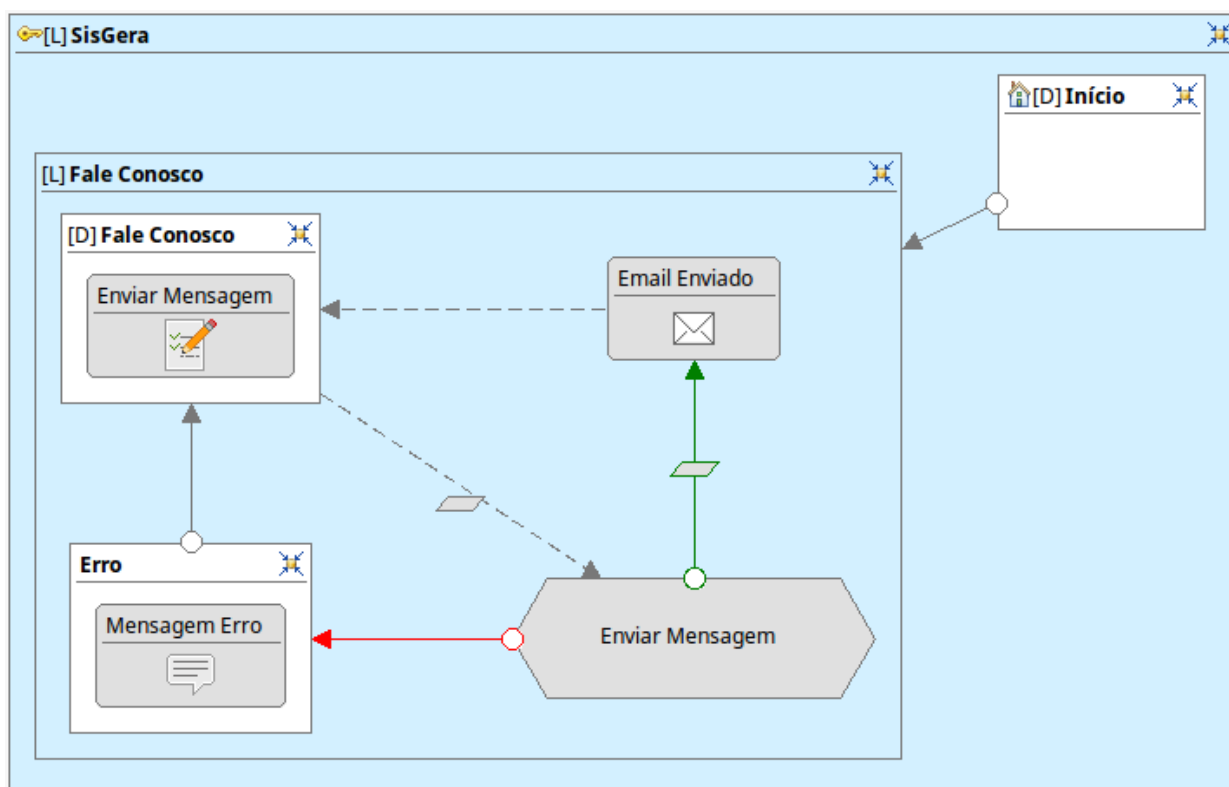 [L] SisGera
[D] Início
[L] Fale Conosco
[D] Fale Conosco
Enviar Mensagem
Email Enviado
Erro
Mensagem Erro
Enviar Mensagem